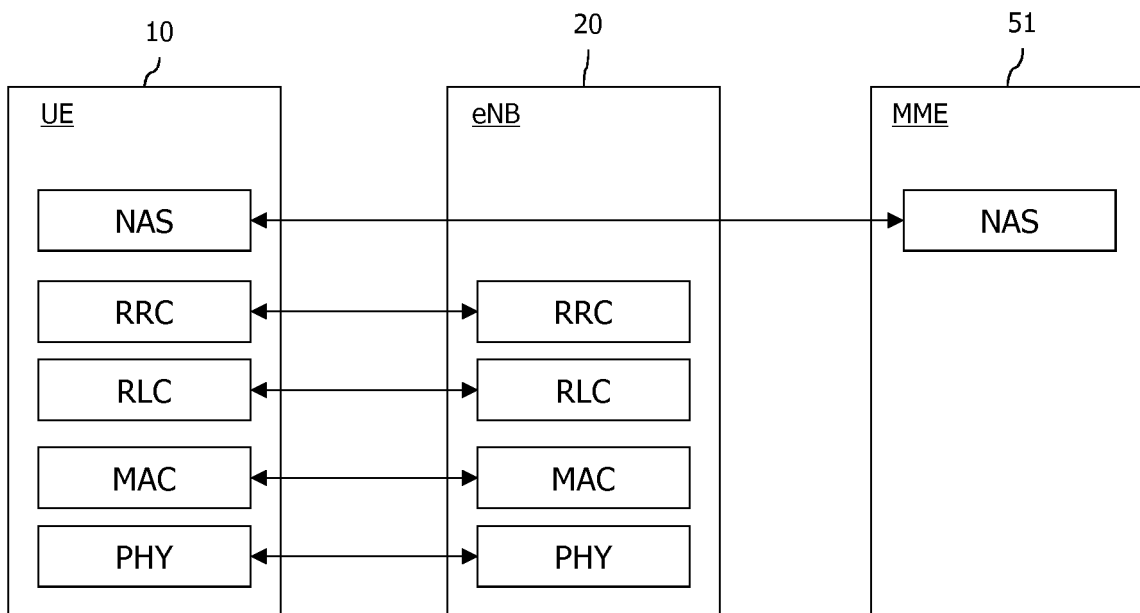 10
20
51
UE
eNB
MME
NAS
NAS
RRC
RRC
RLC
RLC
MAC
MAC
PHY
PHY